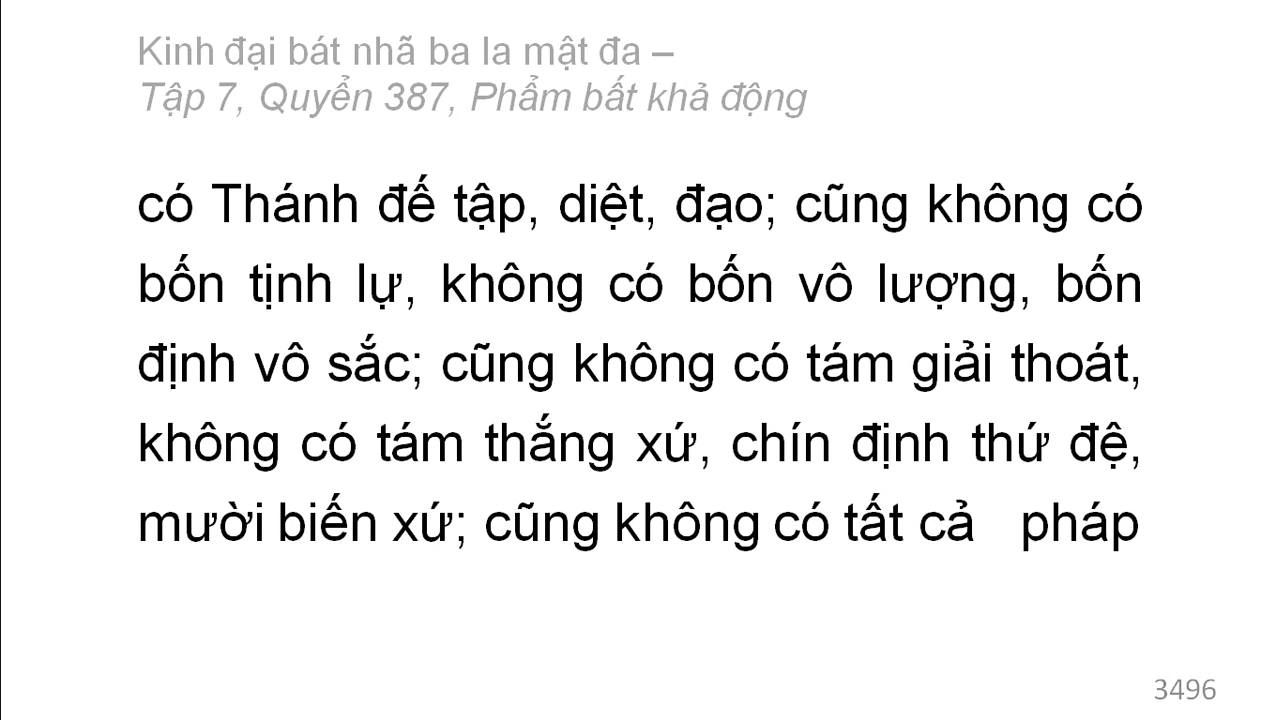 Kinh đại bát nhã ba la mật đa –
Tập 7, Quyển 387, Phẩm bất khả động
có Thánh đế tập, diệt, đạo; cũng không có
bốn tịnh lự, không có bốn vô lượng, bốn
định vô sắc; cũng không có tám giải thoát,
không có tám thắng xứ, chín định thứ đệ,
mười biến xứ; cũng không có tất cả pháp
3496